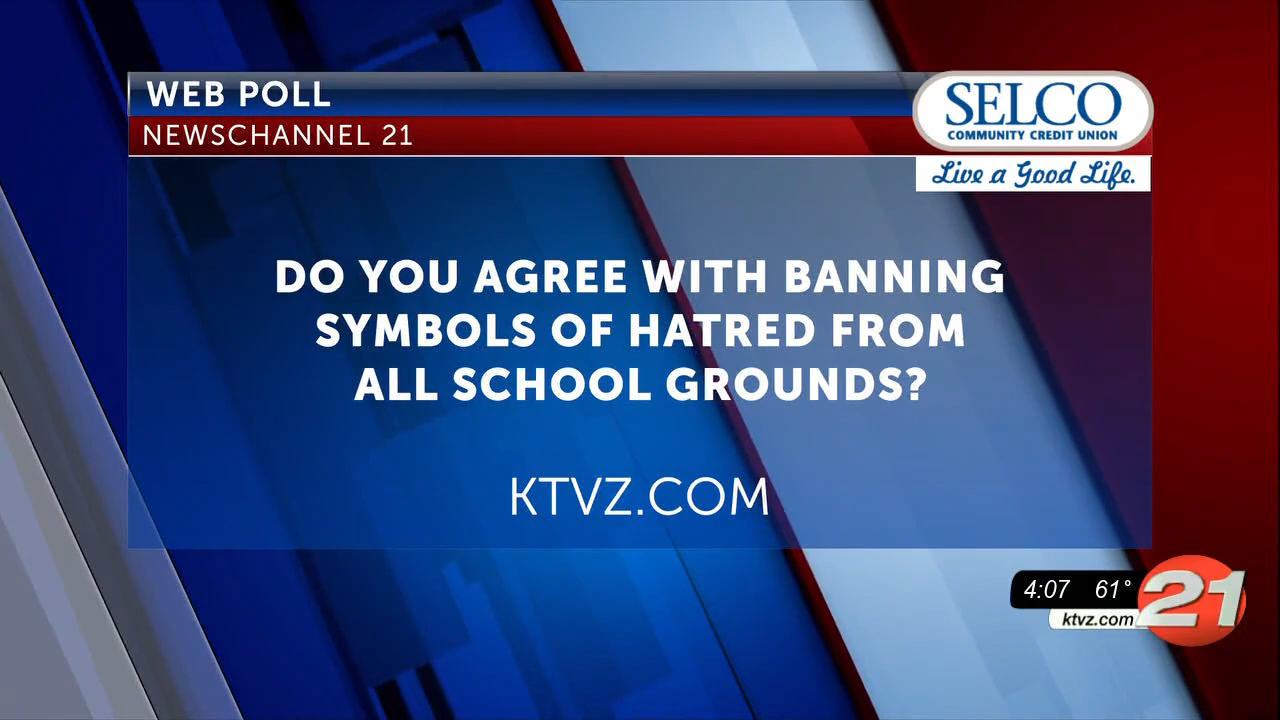 WEB POLL
NEWSCHANNEL 21
SELCO
COMMUNITY CREDIT UNION
Live a Good Life.
DO YOU AGREE WITH BANNING
SYMBOLS OF HATRED FROM
ALL SCHOOL GROUNDS?
KTVZ.COM
4:07 61°
ktvz.com
21